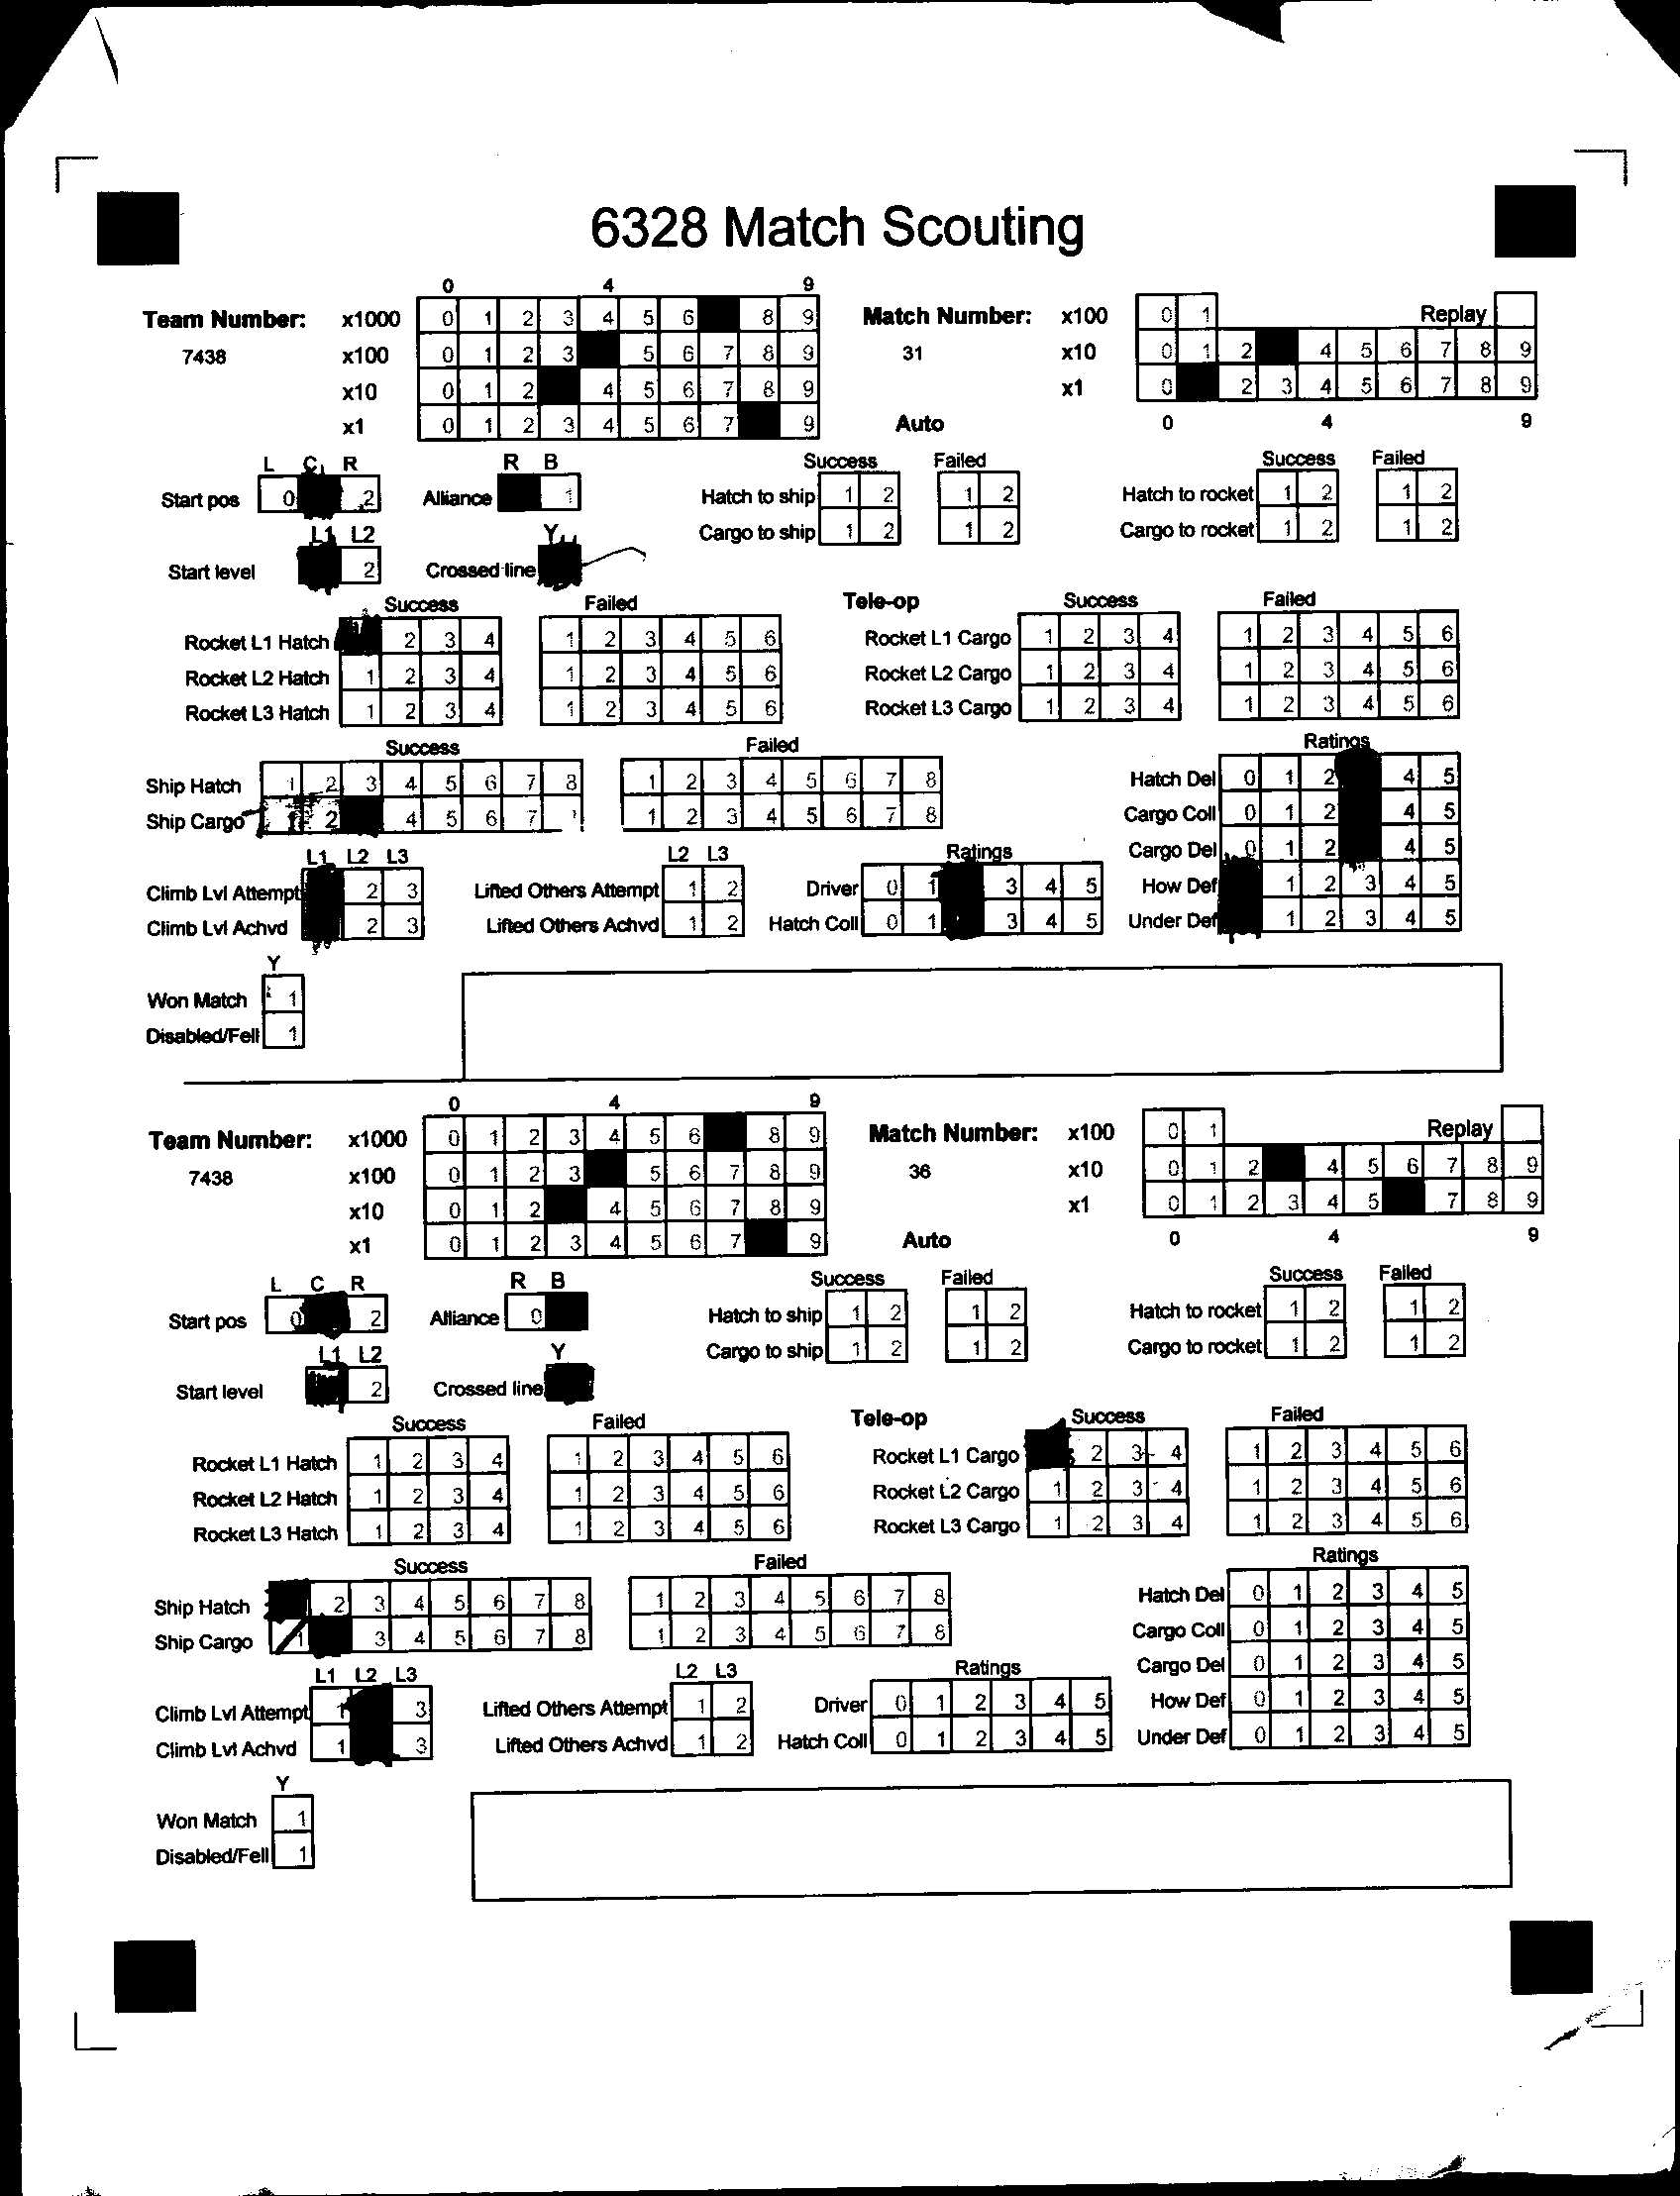 6328 Match Scouting
0 4 9
Team Number: x1000 0 1 2 3 4 5 6 8 9 Match Number: x100 0 1 Replay
7438 x100 0 1 2 3 5 6 7 8 9 31 x10 0 1 2 4 5 6 7 8 9
x10 0 1 2 4 5 6 7 8 9 x1 0 2 3 4 5 6 7 8 9
x1 0 1 2 3 4 5 6 7 9 Auto 0 4 9
L C R R B Success Failed Success Failed
Start pos 0 2 Alliance 1 Hatch to ship 1 2 1 2 Hatch to rocket 1 2 1 2
L1 L2 Y Cargo to ship 1 2 1 2 Cargo to rocket 1 2 1 2
Start level 2 Crossed line
Success Failed Tele-op Success Failed
Rocket L1 Hatch 2 3 4 1 2 3 4 5 6 Rocket L1 Cargo 1 2 3 4 1 2 3 4 5 6
Rocket L2 Hatch 1 2 3 4 1 2 3 4 5 6 Rocket L2 Cargo 1 2 3 4 1 2 3 4 5 6
Rocket L3 Hatch 1 2 3 4 1 2 3 4 5 6 Rocket L3 Cargo 1 2 3 4 1 2 3 4 5 6
Success Failed Ratings
Ship Hatch 1 2 3 4 5 6 7 8 1 2 3 4 5 6 7 8 Hatch Del 0 1 2 4 5
Ship Cargo 1 2 4 5 6 7 1 2 3 4 5 6 7 8 Cargo Coll 0 1 2 4 5
L1 L2 L3 L2 L3 Ratings Cargo Del 0 1 2 4 5
Climb Lvl Attempt 2 3 Lifted Others Attempt 1 2 Driver 0 1 3 4 5 How Def 1 2 3 4 5
Climb Lvl Achvd 2 3 Lifted Others Achvd 1 2 Hatch Coll 0 1 3 4 5 Under Def 1 2 3 4 5
Y
Won Match 1
Disabled/Fell 1
0 4 9
Team Number: x1000 0 1 2 3 4 5 6 8 9 Match Number: x100 0 1 Replay
7438 x100 0 1 2 3 5 6 7 8 9 36 x10 0 1 2 4 5 6 7 8 9
x10 0 1 2 4 5 6 7 8 9 x1 0 1 2 3 4 5 7 8 9
x1 0 1 2 3 4 5 6 7 9 Auto 0 4 9
L C R R B Success Failed Success Failed
Start pos 0 2 Alliance 0 Hatch to ship 1 2 1 2 Hatch to rocket 1 2 1 2
L1 L2 Y Cargo to ship 1 2 1 2 Cargo to rocket 1 2 1 2
Start level 2 Crossed line
Success Failed Tele-op Success Failed
Rocket L1 Hatch 1 2 3 4 1 2 3 4 5 6 Rocket L1 Cargo 2 3 4 1 2 3 4 5 6
Rocket L2 Hatch 1 2 3 4 1 2 3 4 5 6 Rocket L2 Cargo 1 2 3 4 1 2 3 4 5 6
Rocket L3 Hatch 1 2 3 4 1 2 3 4 5 6 Rocket L3 Cargo 1 2 3 4 1 2 3 4 5 6
Success Failed Ratings
Ship Hatch 2 3 4 5 6 7 8 1 2 3 4 5 6 7 8 Hatch Del 0 1 2 3 4 5
Ship Cargo 1 3 4 5 6 7 8 1 2 3 4 5 6 7 8 Cargo Coll 0 1 2 3 4 5
L1 L2 L3 L2 L3 Ratings Cargo Del 0 1 2 3 4 5
Climb Lvl Attempt 1 3 Lifted Others Attempt 1 2 Driver 0 1 2 3 4 5 How Def 0 1 2 3 4 5
Climb Lvl Achvd 1 3 Lifted Others Achvd 1 2 Hatch Coll 0 1 2 3 4 5 Under Def 0 1 2 3 4 5
Y
Won Match 1
Disabled/Fell 1